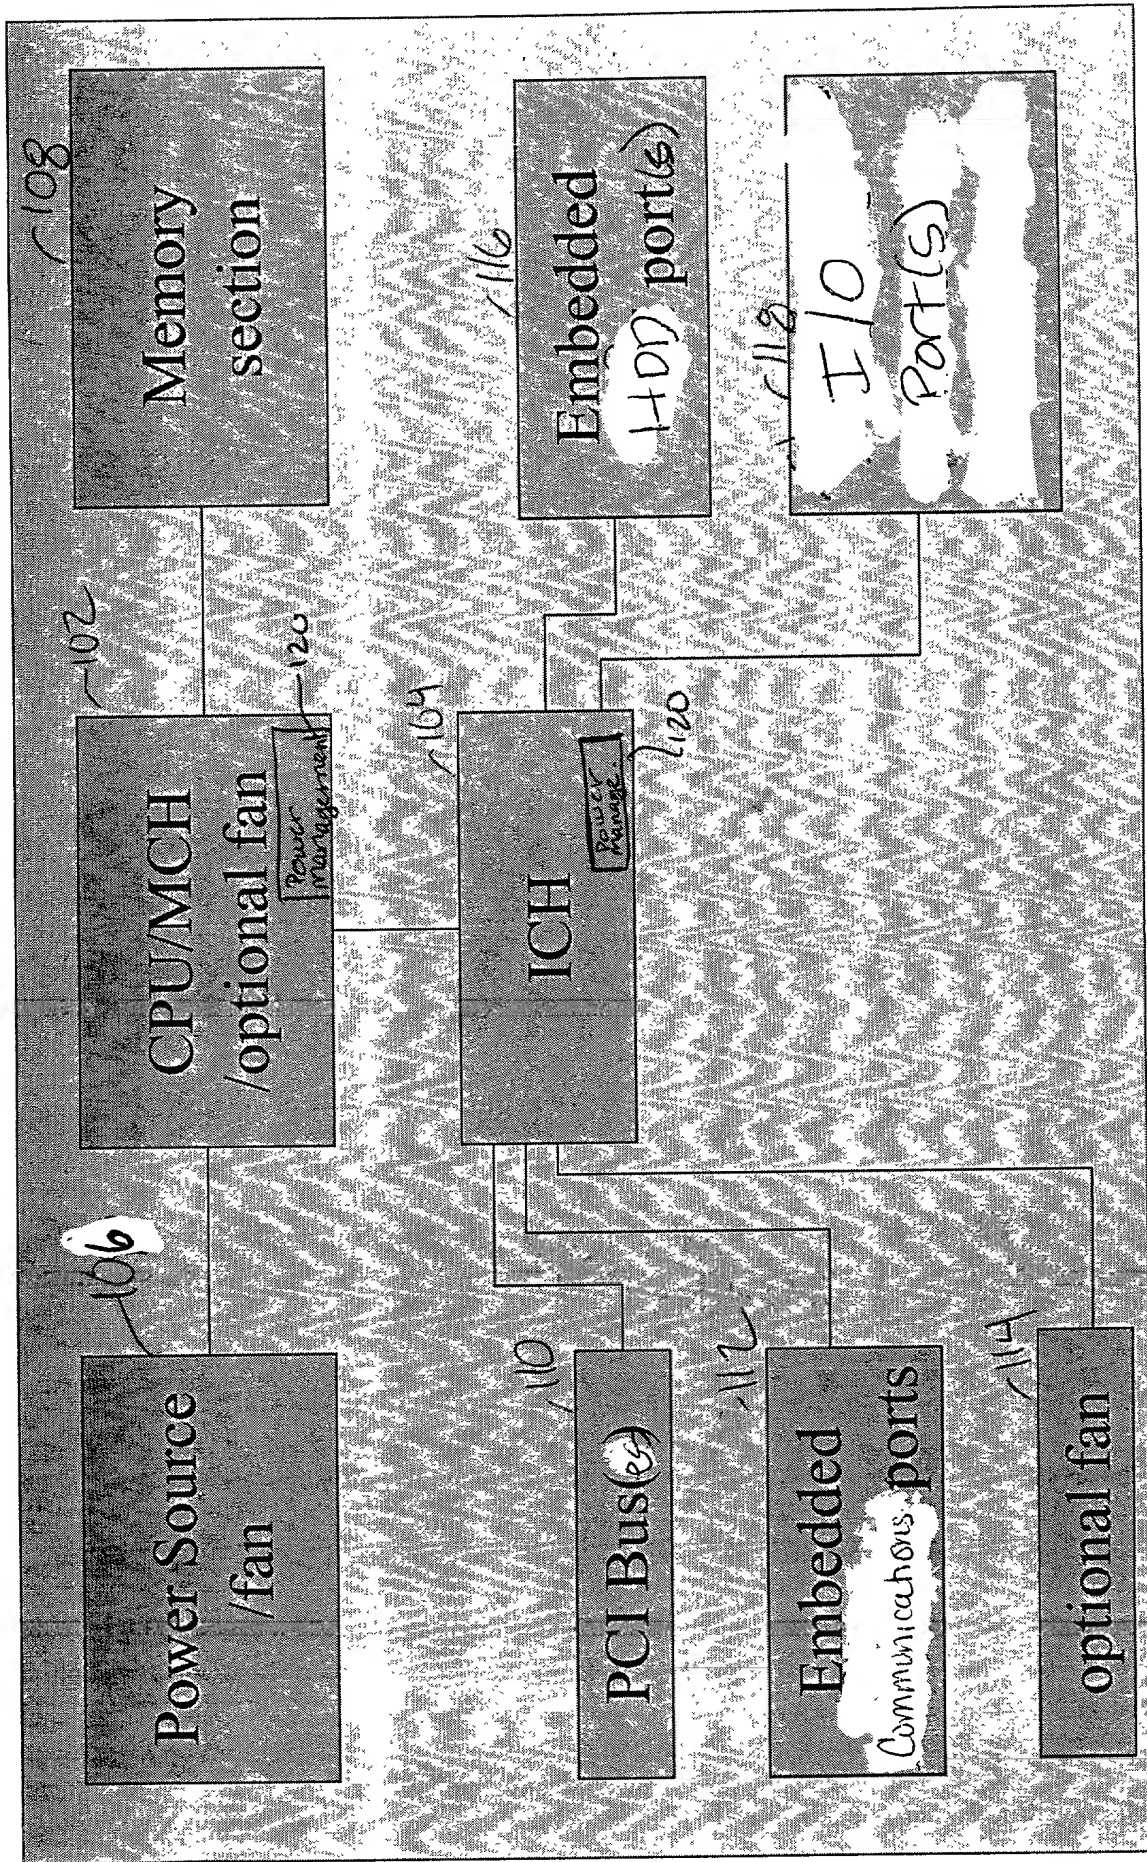 106
Power Source
/fan
102
CPU/MCH
/optional fan
Power
Management
120
108
Memory
section
110
PCI Bus(es)
112
Embedded
Communications ports
114
optional fan
104
ICH
Power
Manage.
120
116
Embedded
HDD port(s)
118
I/O
Port(s)